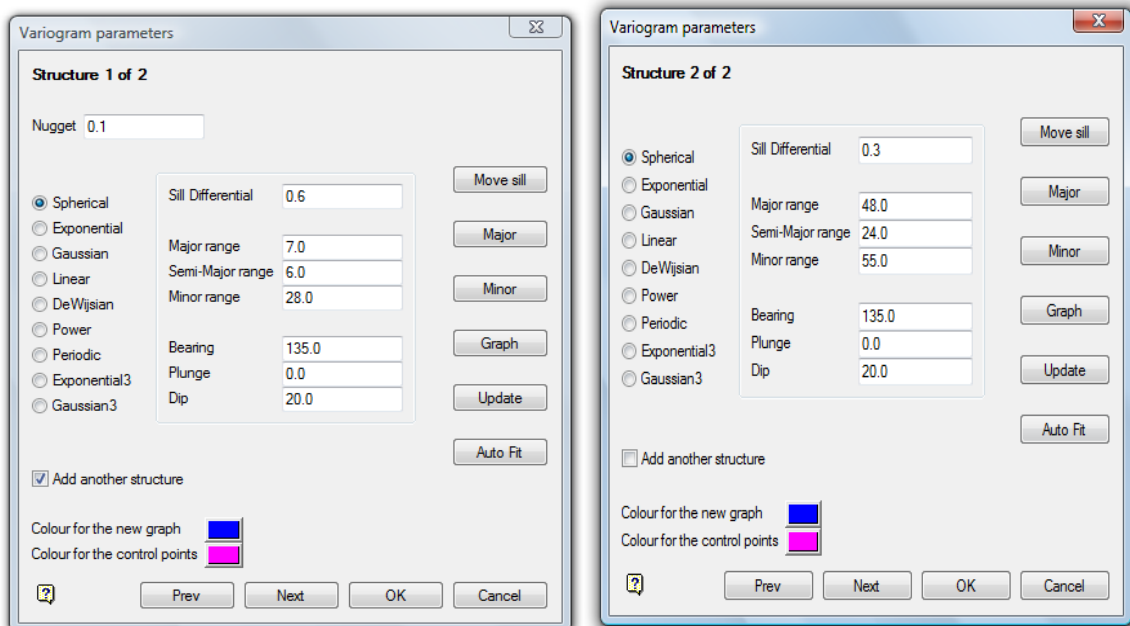 Variogram parameters
Structure 1 of 2
Nugget 0.1
Spherical
Exponential
Gaussian
Linear
DeWijsian
Power
Periodic
Exponential3
Gaussian3
Sill Differential 0.6
Major range 7.0
Semi-Major range 6.0
Minor range 28.0
Bearing 135.0
Plunge 0.0
Dip 20.0
Move sill
Major
Minor
Graph
Update
Auto Fit
Add another structure
Colour for the new graph
Colour for the control points
Prev Next OK Cancel
Variogram parameters
Structure 2 of 2
Spherical
Exponential
Gaussian
Linear
DeWijsian
Power
Periodic
Exponential3
Gaussian3
Sill Differential 0.3
Major range 48.0
Semi-Major range 24.0
Minor range 55.0
Bearing 135.0
Plunge 0.0
Dip 20.0
Move sill
Major
Minor
Graph
Update
Auto Fit
Add another structure
Colour for the new graph
Colour for the control points
Prev Next OK Cancel